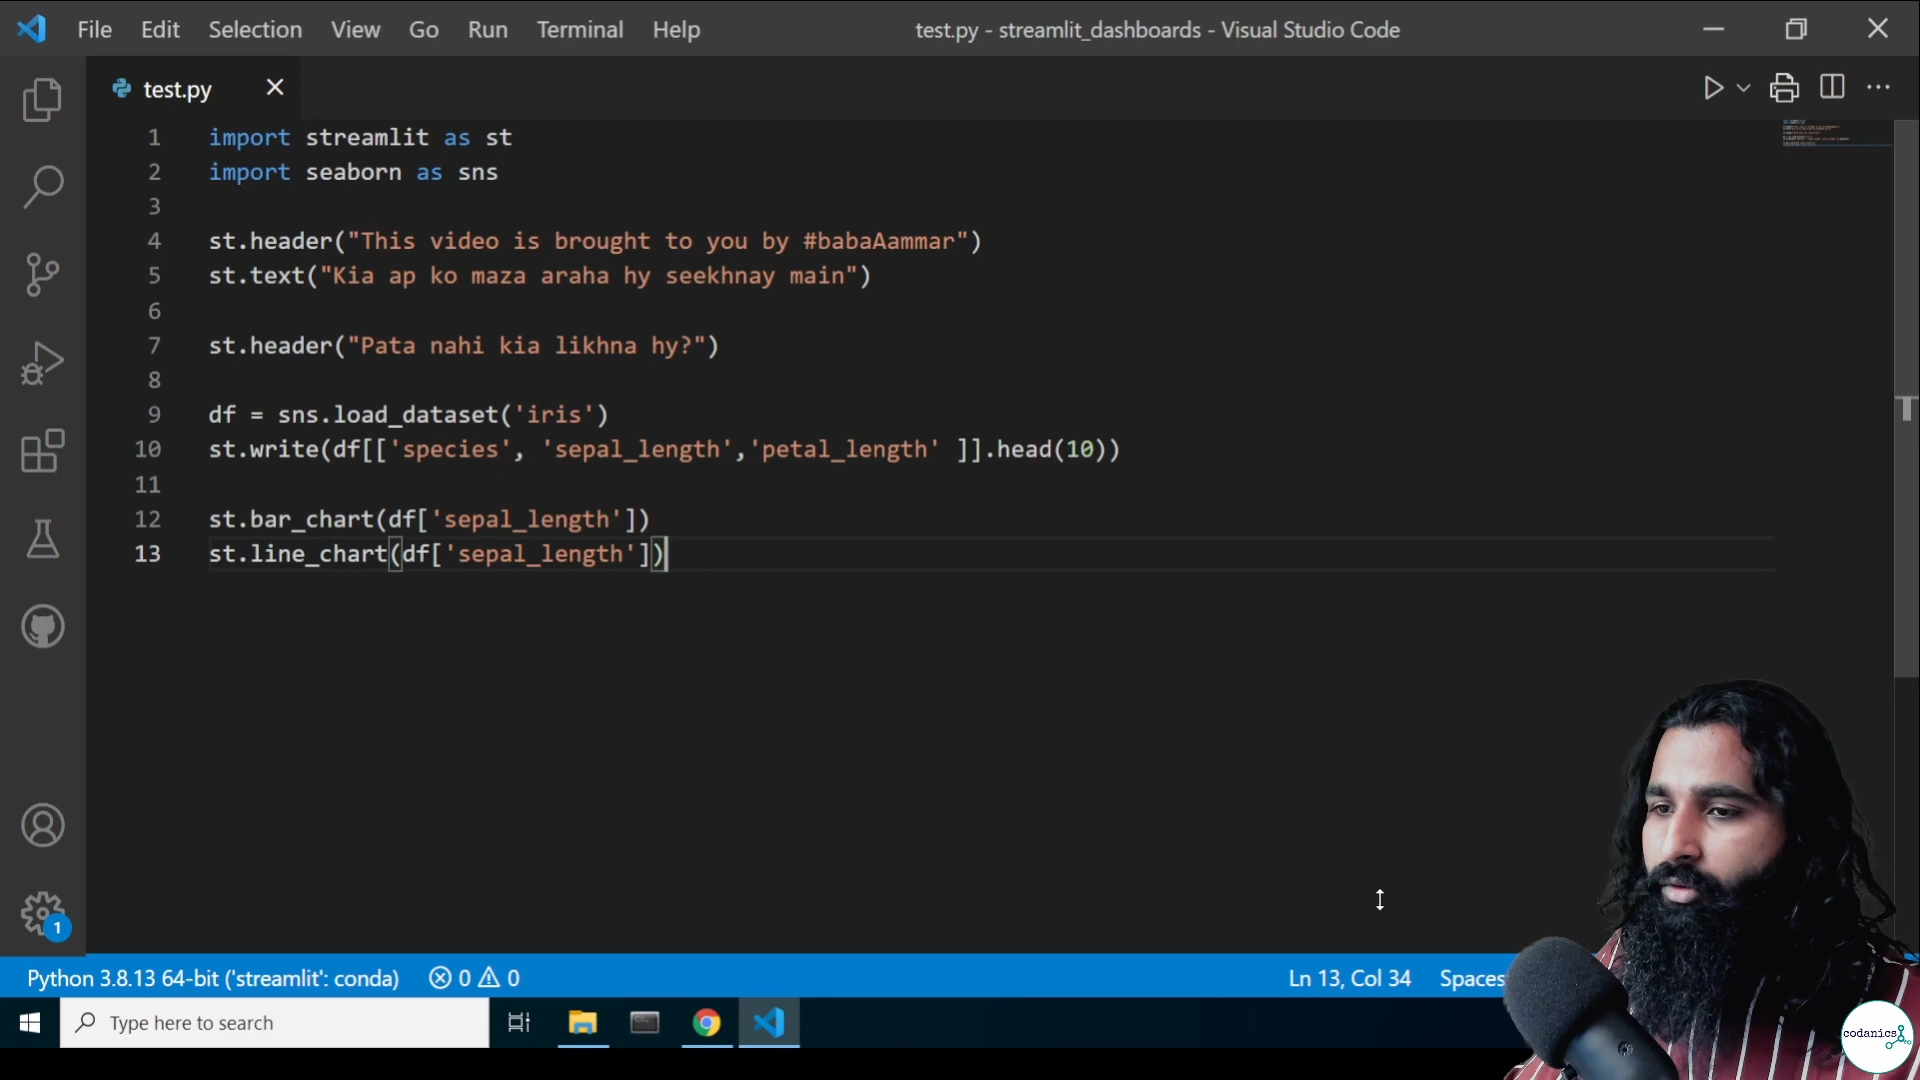 File Edit Selection View Go Run Terminal Help test.py - streamlit_dashboards - Visual Studio Code
test.py
1 import streamlit as st
2 import seaborn as sns
3
4 st.header("This video is brought to you by #babaAammar")
5 st.text("Kia ap ko maza araha hy seekhnay main")
6
7 st.header("Pata nahi kia likhna hy?")
8
9 df = sns.load_dataset('iris')
10 st.write(df[['species', 'sepal_length','petal_length' ]].head(10))
11
12 st.bar_chart(df['sepal_length'])
13 st.line_chart(df['sepal_length'])
1
Python 3.8.13 64-bit ('streamlit': conda) 0 0 Ln 13, Col 34 Spaces:
Type here to search
codanics